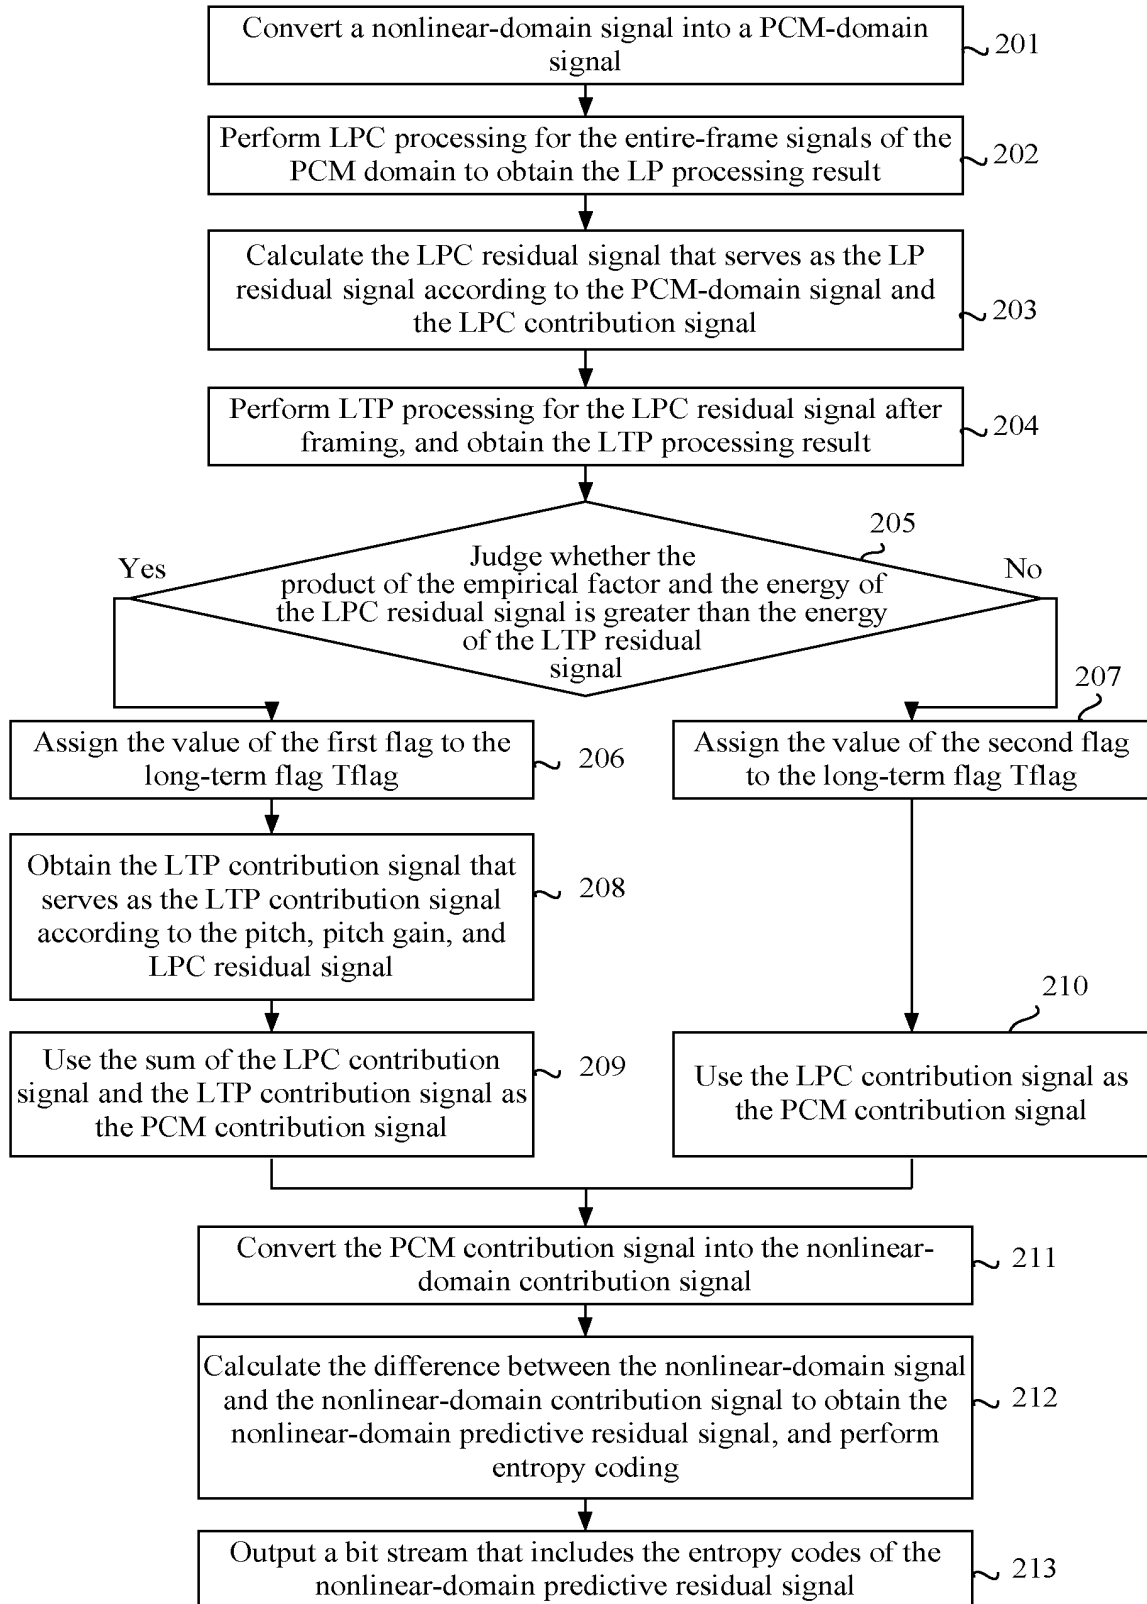 Convert a nonlinear-domain signal into a PCM-domain
signal
201
Perform LPC processing for the entire-frame signals of the
PCM domain to obtain the LP processing result
202
Calculate the LPC residual signal that serves as the LP
residual signal according to the PCM-domain signal and
the LPC contribution signal
203
Perform LTP processing for the LPC residual signal after
framing, and obtain the LTP processing result
204
205
Yes
Judge whether the
product of the empirical factor and the energy of
the LPC residual signal is greater than the energy
of the LTP residual
signal
No
207
Assign the value of the first flag to the
long-term flag Tflag
206
Assign the value of the second flag
to the long-term flag Tflag
Obtain the LTP contribution signal that
serves as the LTP contribution signal
according to the pitch, pitch gain, and
LPC residual signal
208
210
Use the sum of the LPC contribution
signal and the LTP contribution signal as
the PCM contribution signal
209
Use the LPC contribution signal as
the PCM contribution signal
Convert the PCM contribution signal into the nonlinear-
domain contribution signal
211
Calculate the difference between the nonlinear-domain signal
and the nonlinear-domain contribution signal to obtain the
nonlinear-domain predictive residual signal, and perform
entropy coding
212
Output a bit stream that includes the entropy codes of the
nonlinear-domain predictive residual signal
213